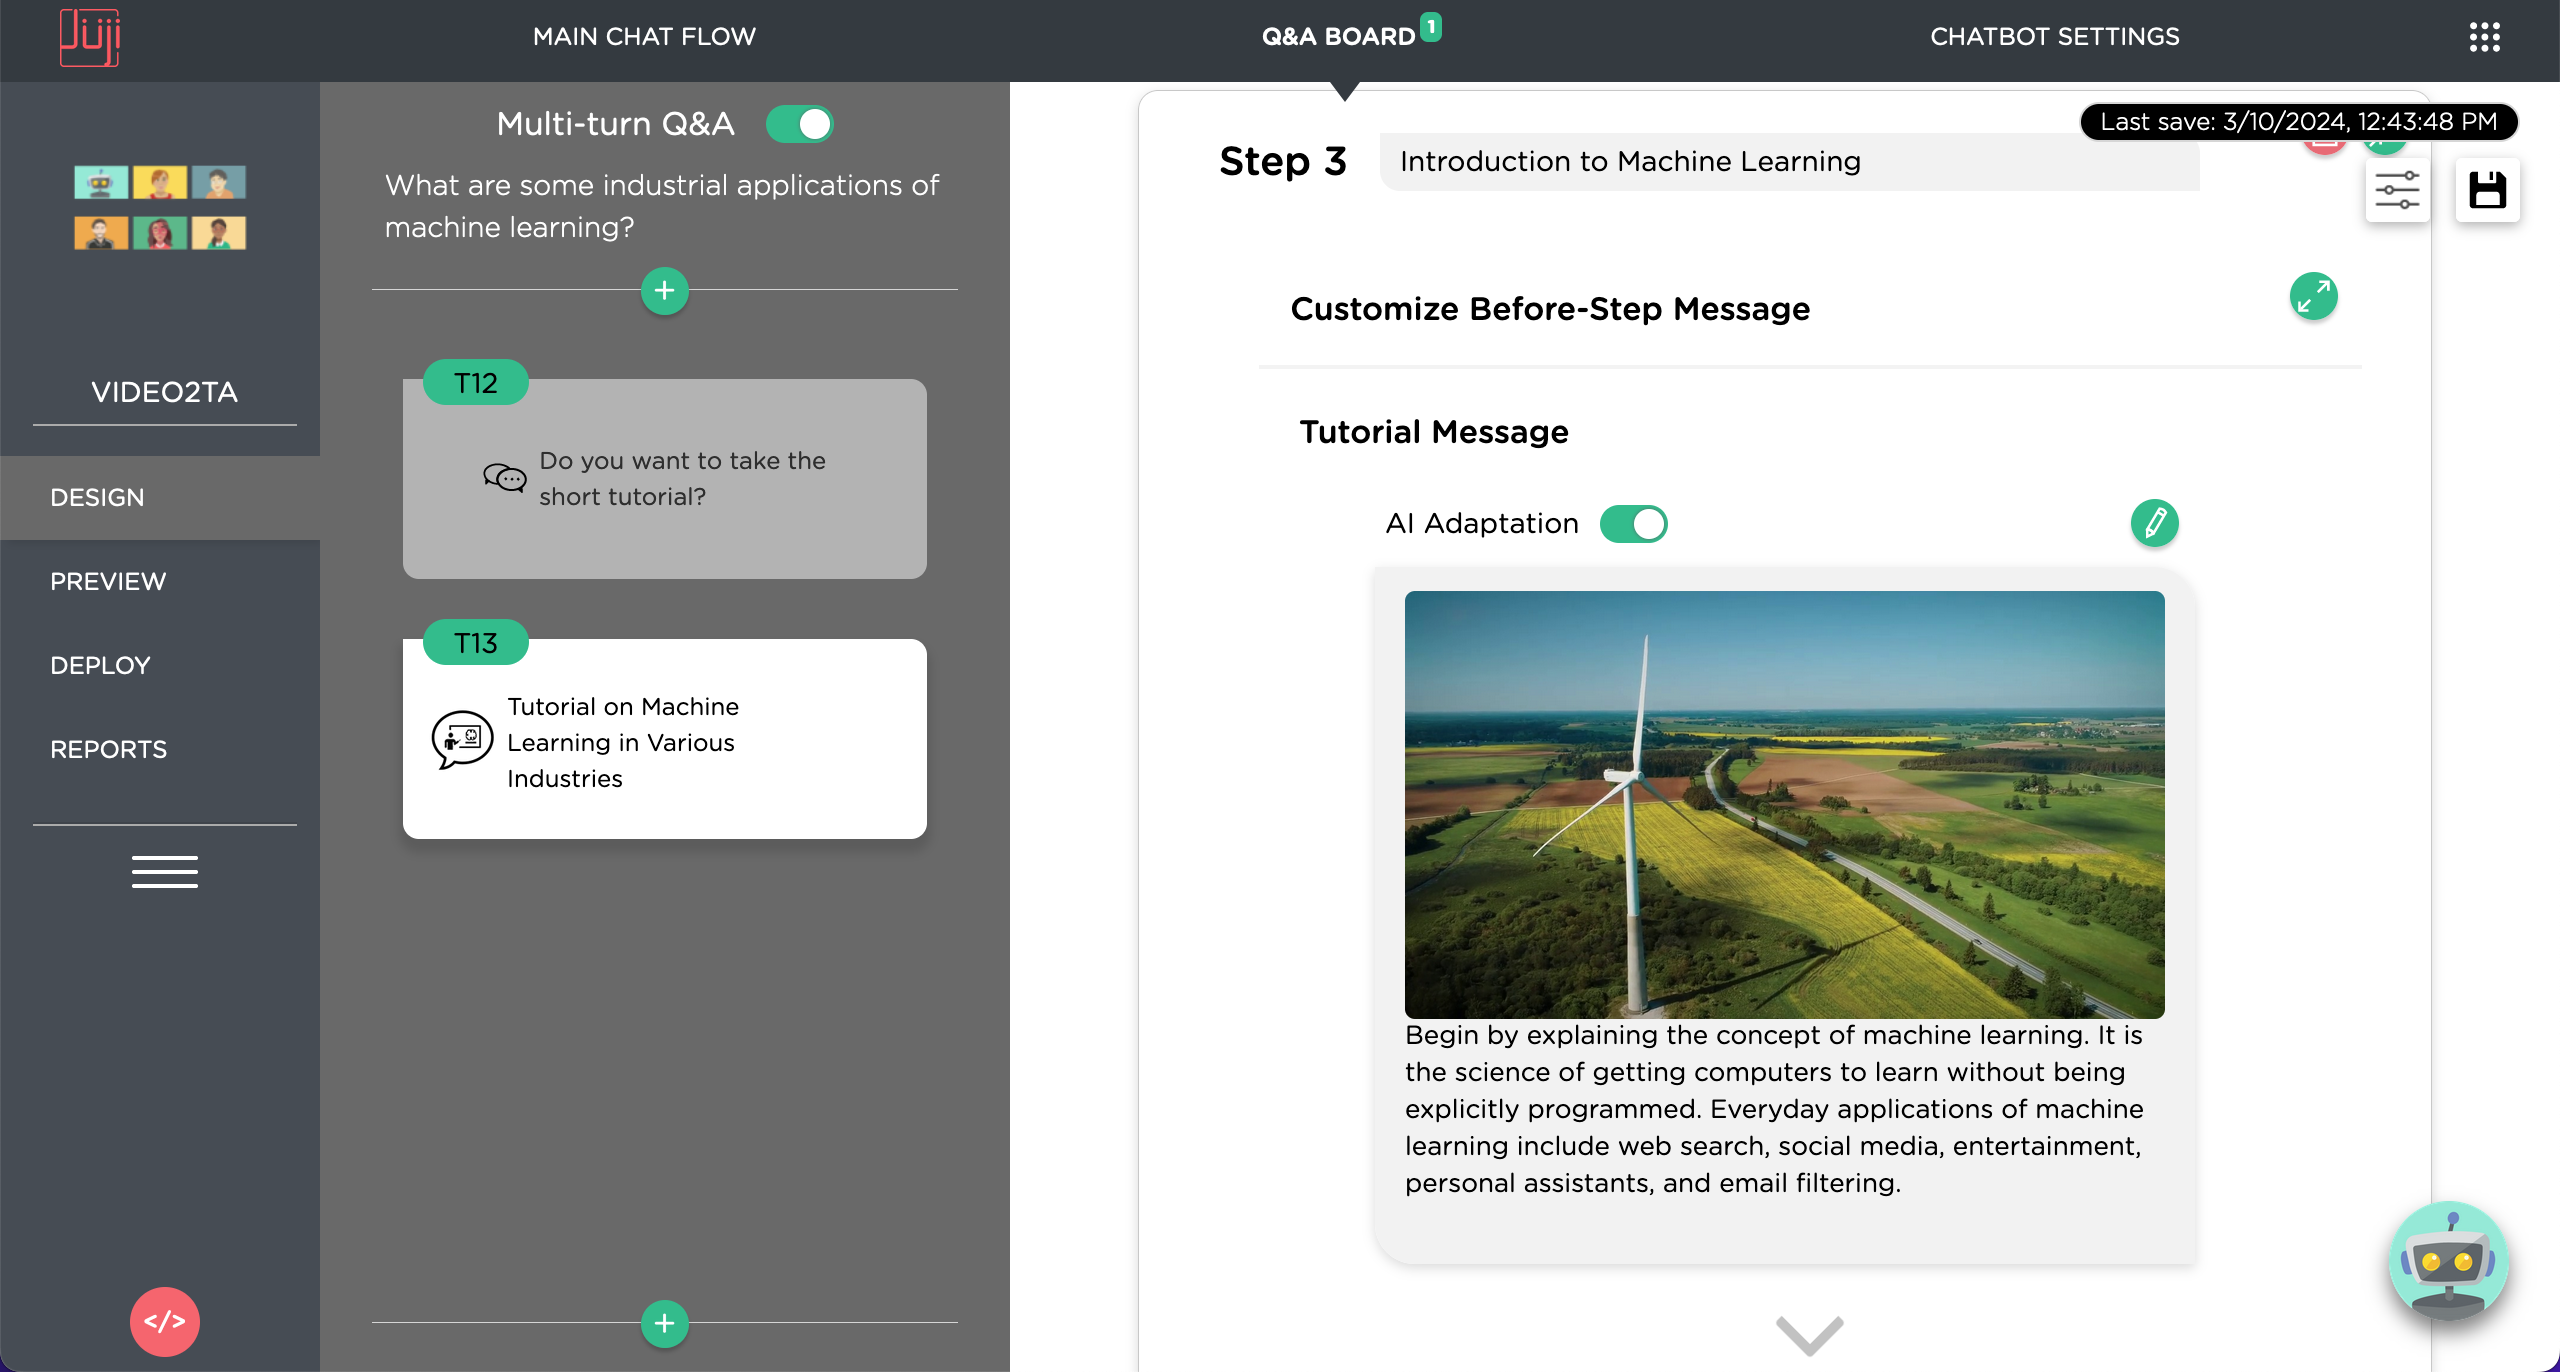 Juji
MAIN CHAT FLOW
Q&A BOARD 1
CHATBOT SETTINGS
VIDEO2TA
DESIGN
PREVIEW
DEPLOY
REPORTS
</>
Multi-turn Q&A
What are some industrial applications of
machine learning?
+
T12
Do you want to take the
short tutorial?
T13
Tutorial on Machine
Learning in Various
Industries
+
Last save: 3/10/2024, 12:43:48 PM
Step 3
Introduction to Machine Learning
Customize Before-Step Message
Tutorial Message
AI Adaptation
Begin by explaining the concept of machine learning. It is
the science of getting computers to learn without being
explicitly programmed. Everyday applications of machine
learning include web search, social media, entertainment,
personal assistants, and email filtering.